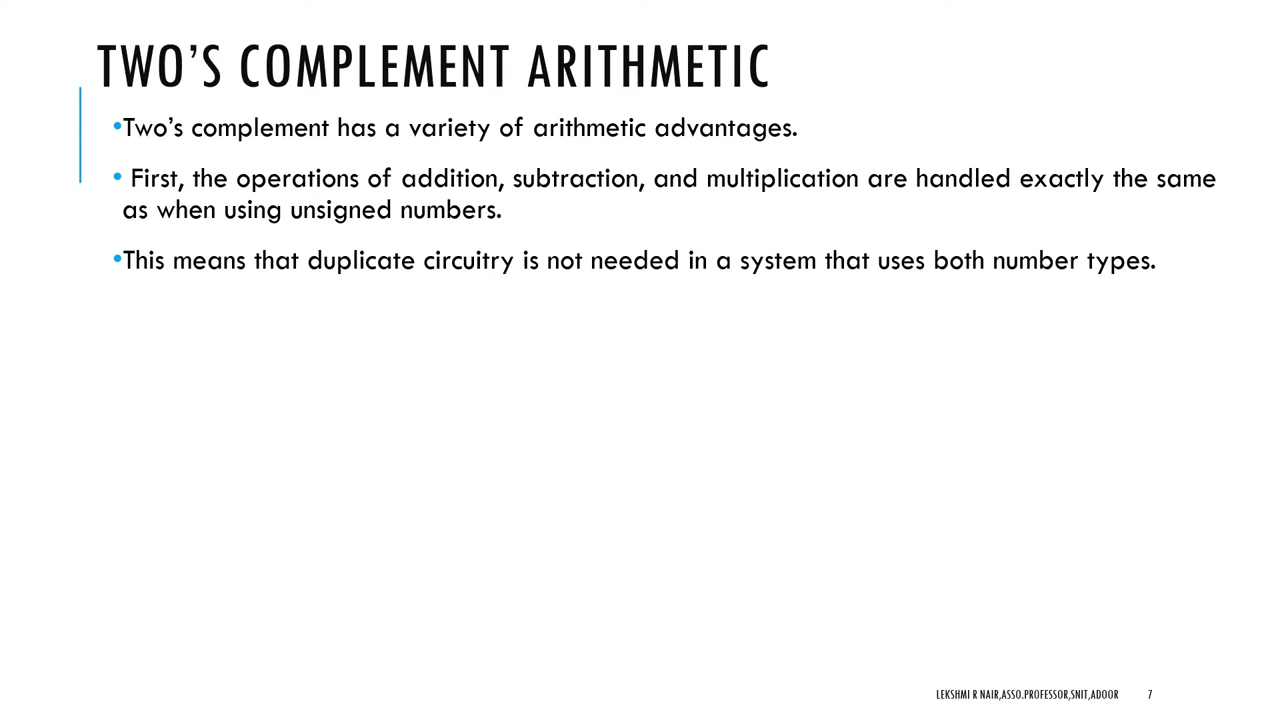 TWO’S COMPLEMENT ARITHMETIC
•Two’s complement has a variety of arithmetic advantages.
• First, the operations of addition, subtraction, and multiplication are handled exactly the same
as when using unsigned numbers.
•This means that duplicate circuitry is not needed in a system that uses both number types.
LEKSHMI R NAIR,ASSO.PROFESSOR,SNIT,ADOOR 7